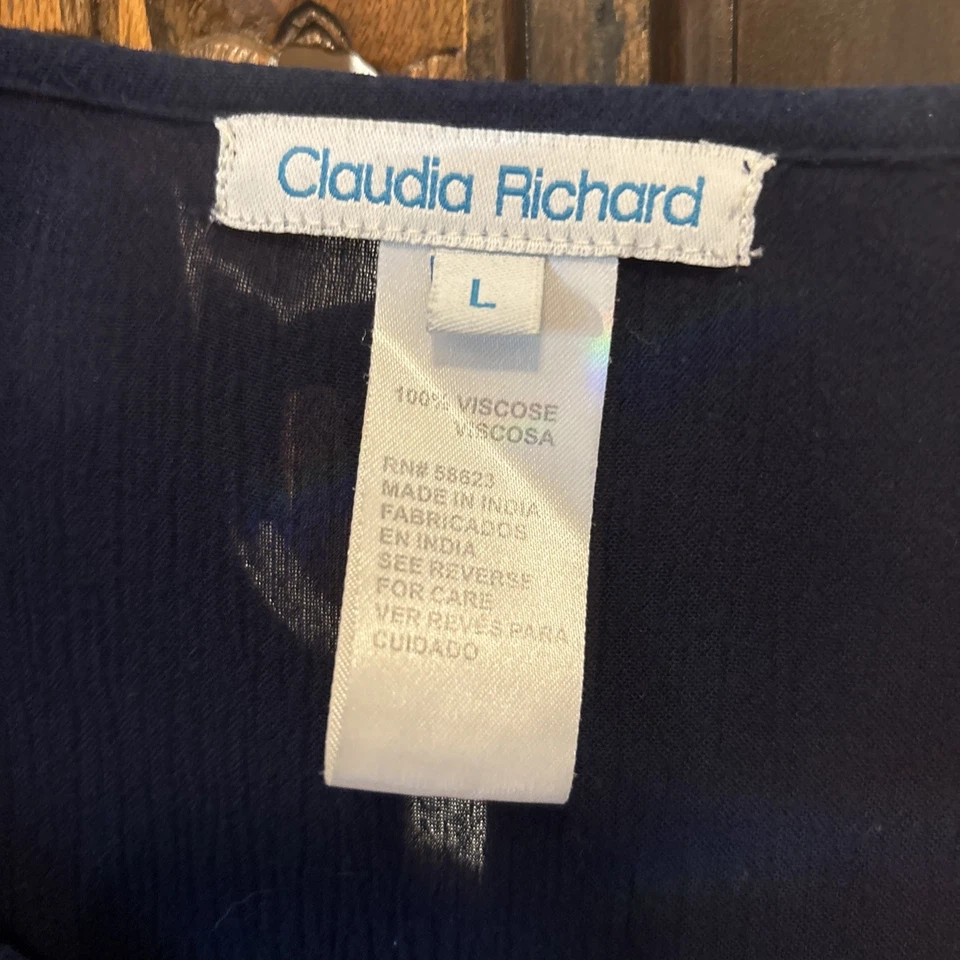 Claudia Richard
L
100% VISCOSE
VISCOSA
RN# 58623
MADE IN INDIA
FABRICADOS
EN INDIA
SEE REVERSE
FOR CARE
VER REVÉS PARA
CUIDADO